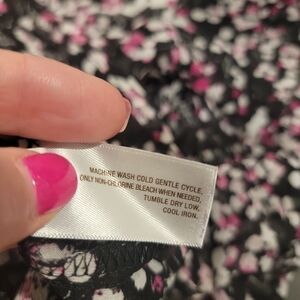 MACHINE WASH COLD GENTLE CYCLE,
ONLY NON-CHLORINE BLEACH WHEN NEEDED,
TUMBLE DRY LOW,
COOL IRON.